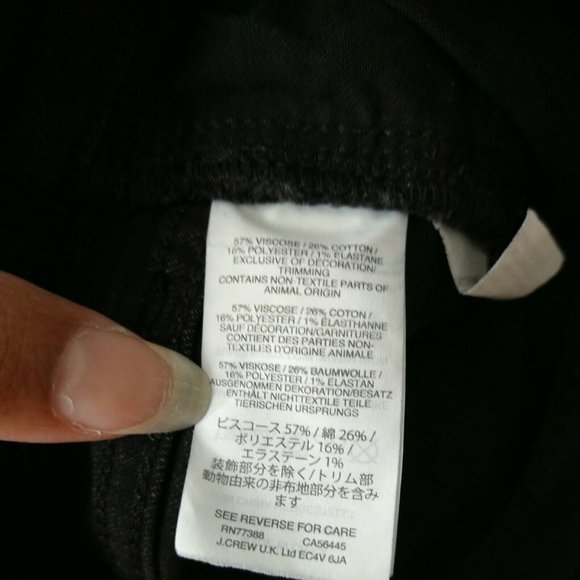 57% VISCOSE / 26% COTTON /
16% POLYESTER / 1% ELASTANE
EXCLUSIVE OF DECORATION/
TRIMMING
CONTAINS NON-TEXTILE PARTS OF
ANIMAL ORIGIN
57% VISCOSE / 26% COTON /
16% POLYESTER / 1% ÉLASTHANNE
SAUF DÉCORATION/GARNITURES
CONTIENT DES PARTIES NON-
TEXTILES D'ORIGINE ANIMALE
57% VISKOSE / 26% BAUMWOLLE /
16% POLYESTER / 1% ELASTAN
AUSGENOMMEN DEKORATION/BESATZ
ENTHÄLT NICHTTEXTILE TEILE
TIERISCHEN URSPRUNGS
ビスコース 57% / 綿 26% /
ポリエステル 16% /
エラステーン 1%
装飾部分を除く/トリム部
動物由来の非布地部分を含み
ます
SEE REVERSE FOR CARE
RN77388 CA56445
J.CREW U.K. Ltd EC4V 6JA